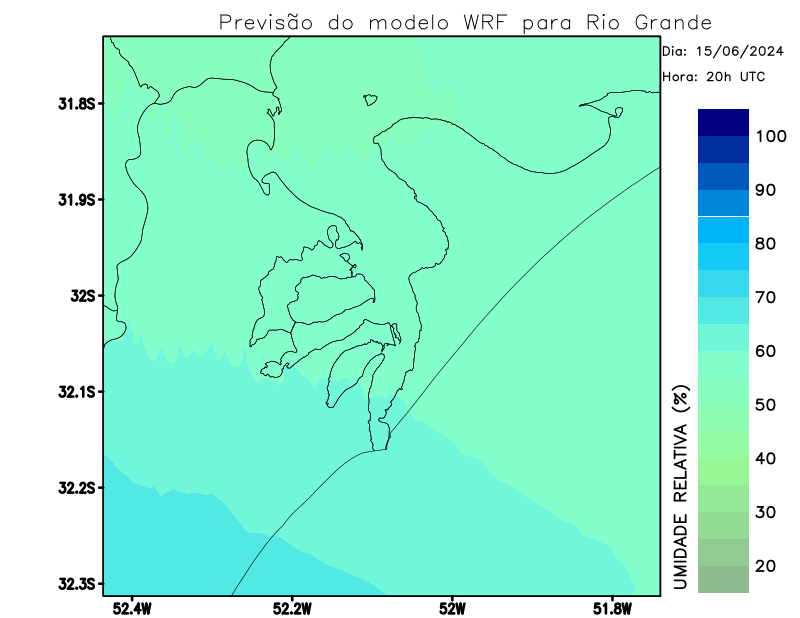 Previsão do modelo WRF para Rio Grande
Dia: 15/06/2024
Hora: 20h UTC
31.8S
31.9S
32S
32.1S
32.2S
32.3S
52.4W
52.2W
52W
51.8W
UMIDADE RELATIVA (%)
100
90
80
70
60
50
40
30
20